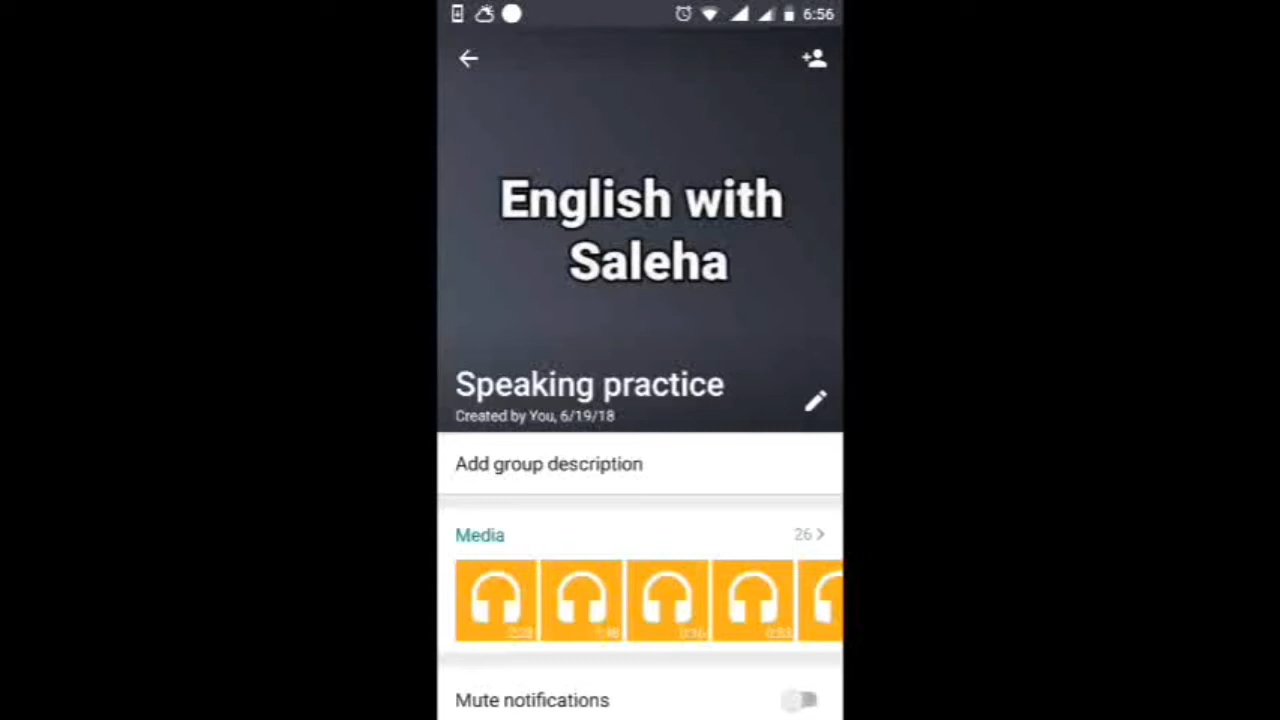 6:56
English with
Saleha
Speaking practice
Created by You, 6/19/18
Add group description
Media
26
Mute notifications